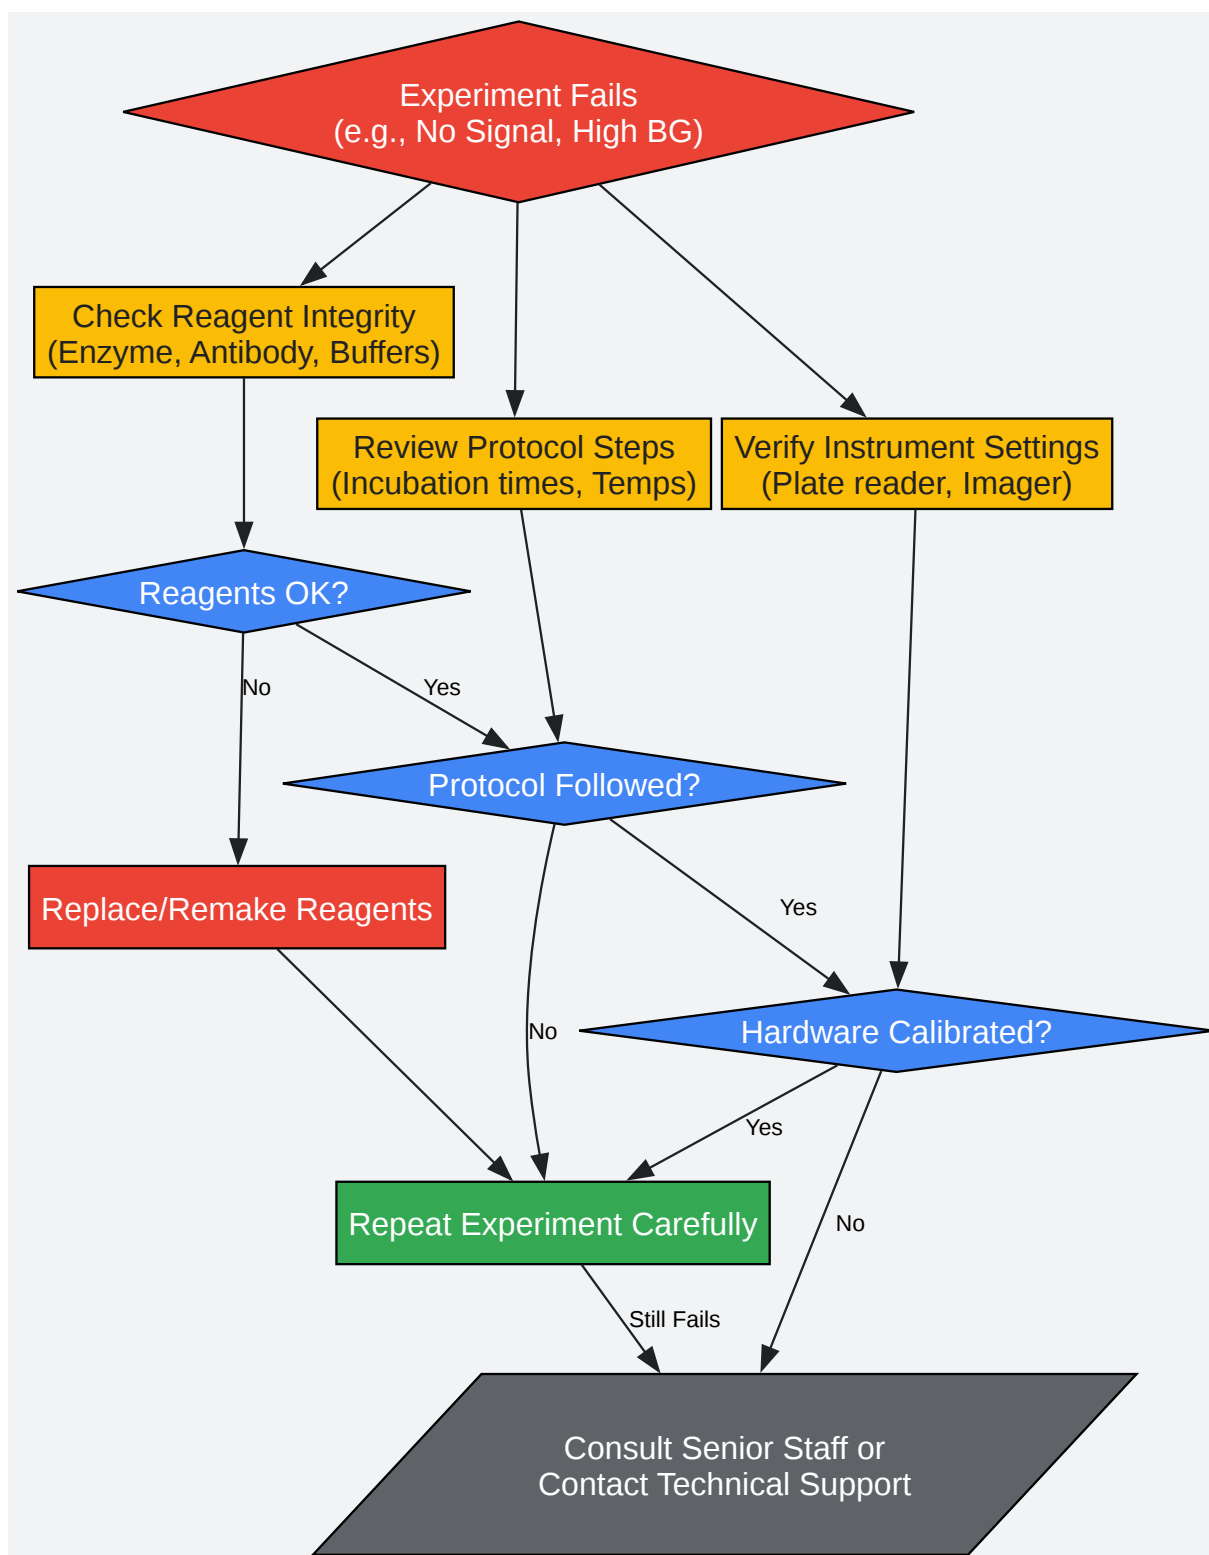 Experiment Fails
(e.g., No Signal, High BG)
Check Reagent Integrity
(Enzyme, Antibody, Buffers)
Review Protocol Steps
(Incubation times, Temps)
Verify Instrument Settings
(Plate reader, Imager)
Reagents OK?
No
Yes
Protocol Followed?
Replace/Remake Reagents
Yes
No
Hardware Calibrated?
Yes
No
Repeat Experiment Carefully
Still Fails
Consult Senior Staff or
Contact Technical Support